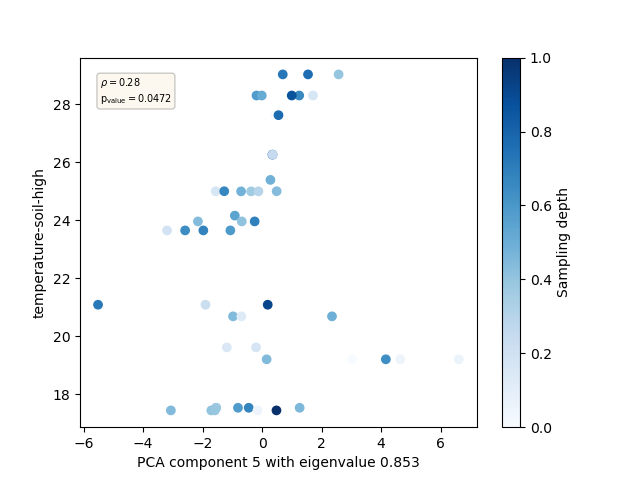 ρ = 0.28
p_value = 0.0472
28
26
24
22
20
18
temperature-soil-high
−6 −4 −2 0 2 4 6
PCA component 5 with eigenvalue 0.853
1.0
0.8
0.6
0.4
0.2
0.0
Sampling depth